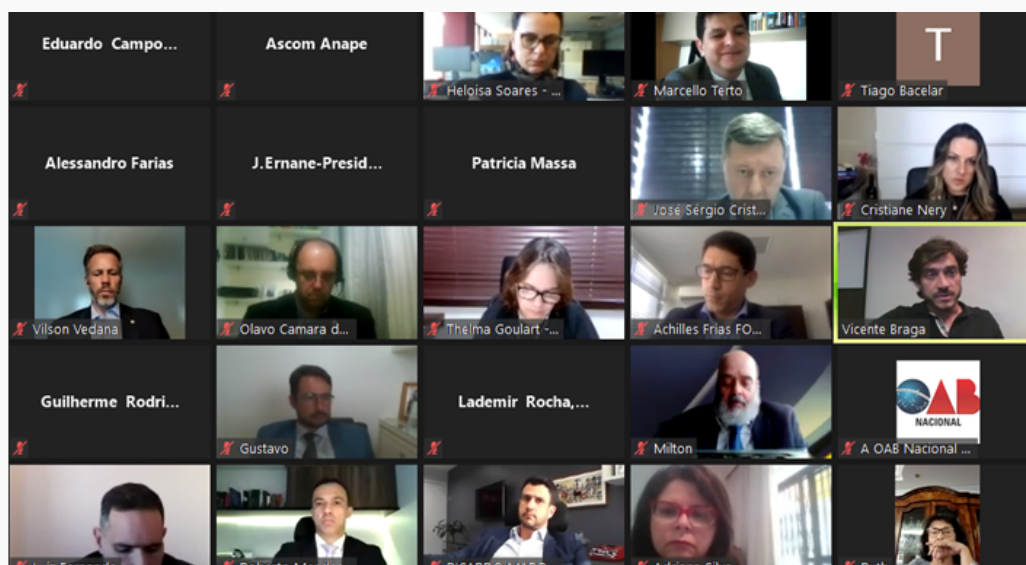 Eduardo Campo...
Ascom Anape
Heloisa Soares - ...
Marcello Terto
T
Tiago Bacelar
Alessandro Farias
J.Ernane-Presid...
Patricia Massa
José Sérgio Crist...
Cristiane Nery
Vilson Vedana
Olavo Camara d...
Thelma Goulart -...
Achilles Frias FO...
Vicente Braga
Guilherme Rodri...
Gustavo
Lademir Rocha,...
Milton
OAB
NACIONAL
A OAB Nacional ...